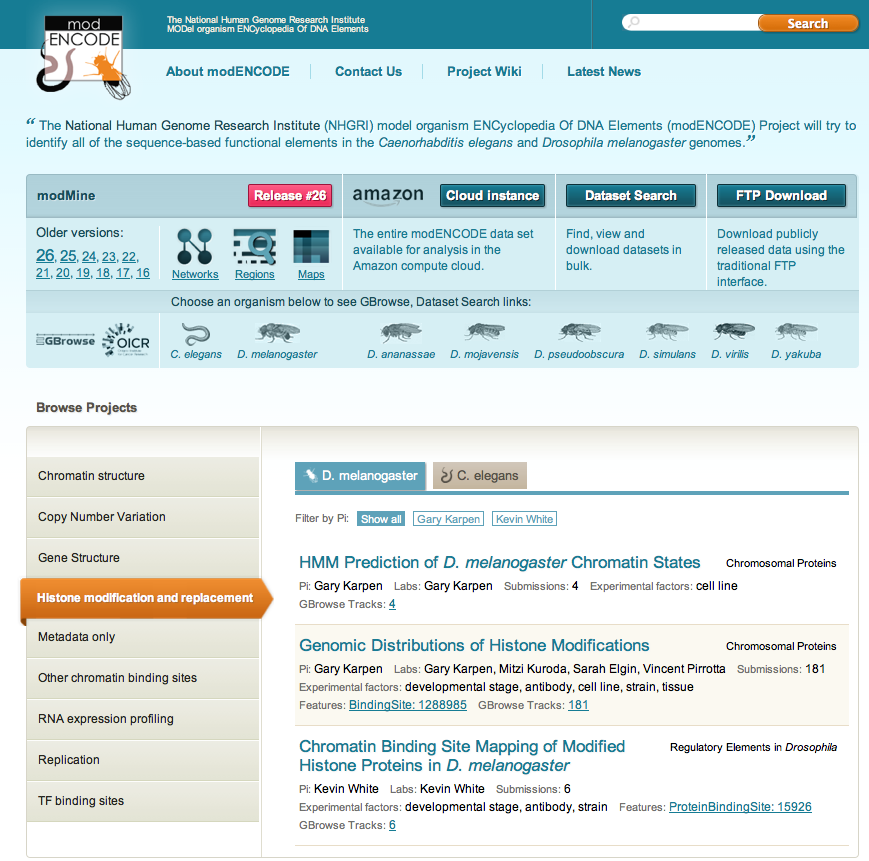 mod
ENCODE
The National Human Genome Research Institute
MODel organism ENCyclopedia Of DNA Elements
Search
About modENCODE
Contact Us
Project Wiki
Latest News
“ The National Human Genome Research Institute (NHGRI) model organism ENCyclopedia Of DNA Elements (modENCODE) Project will try to
identify all of the sequence-based functional elements in the Caenorhabditis elegans and Drosophila melanogaster genomes.”
modMine
Release #26
amazon
Cloud instance
Dataset Search
FTP Download
Older versions:
26, 25, 24, 23, 22,
21, 20, 19, 18, 17, 16
Networks
Regions
Maps
The entire modENCODE data set
available for analysis in the
Amazon compute cloud.
Find, view and
download datasets in
bulk.
Download publicly
released data using the
traditional FTP
interface.
Choose an organism below to see GBrowse, Dataset Search links:
GBrowse
OICR
C. elegans
D. melanogaster
D. ananassae
D. mojavensis
D. pseudoobscura
D. simulans
D. virilis
D. yakuba
Browse Projects
Chromatin structure
Copy Number Variation
Gene Structure
Histone modification and replacement
Metadata only
Other chromatin binding sites
RNA expression profiling
Replication
TF binding sites
D. melanogaster
C. elegans
Filter by Pi: Show all Gary Karpen Kevin White
HMM Prediction of D. melanogaster Chromatin States
Chromosomal Proteins
Pi: Gary Karpen Labs: Gary Karpen Submissions: 4 Experimental factors: cell line
GBrowse Tracks: 4
Genomic Distributions of Histone Modifications
Chromosomal Proteins
Pi: Gary Karpen Labs: Gary Karpen, Mitzi Kuroda, Sarah Elgin, Vincent Pirrotta Submissions: 181
Experimental factors: developmental stage, antibody, cell line, strain, tissue
Features: BindingSite: 1288985 GBrowse Tracks: 181
Chromatin Binding Site Mapping of Modified
Histone Proteins in D. melanogaster
Regulatory Elements in Drosophila
Pi: Kevin White Labs: Kevin White Submissions: 6
Experimental factors: developmental stage, antibody, strain Features: ProteinBindingSite: 15926
GBrowse Tracks: 6